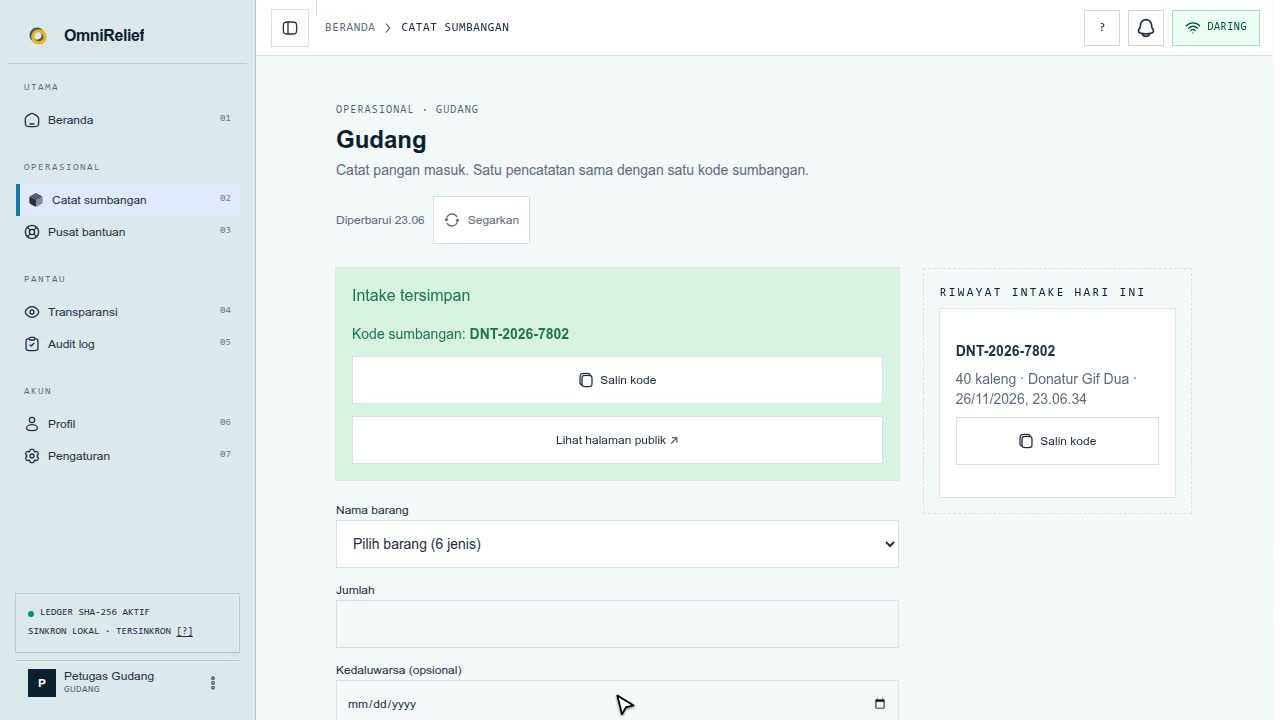 OmniRelief
UTAMA
Beranda 01
OPERASIONAL
Catat sumbangan 02
Pusat bantuan 03
PANTAU
Transparansi 04
Audit log 05
AKUN
Profil 06
Pengaturan 07
LEDGER SHA-256 AKTIF
SINKRON LOKAL · TERSINKRON [?]
P
Petugas Gudang
GUDANG
BERANDA > CATAT SUMBANGAN
?
DARING
OPERASIONAL · GUDANG
Gudang
Catat pangan masuk. Satu pencatatan sama dengan satu kode sumbangan.
Diperbarui 23.06
Segarkan
Intake tersimpan
Kode sumbangan: DNT-2026-7802
Salin kode
Lihat halaman publik ↗
Nama barang
Pilih barang (6 jenis)
Jumlah
Kedaluwarsa (opsional)
mm/dd/yyyy
RIWAYAT INTAKE HARI INI
DNT-2026-7802
40 kaleng · Donatur Gif Dua ·
26/11/2026, 23.06.34
Salin kode